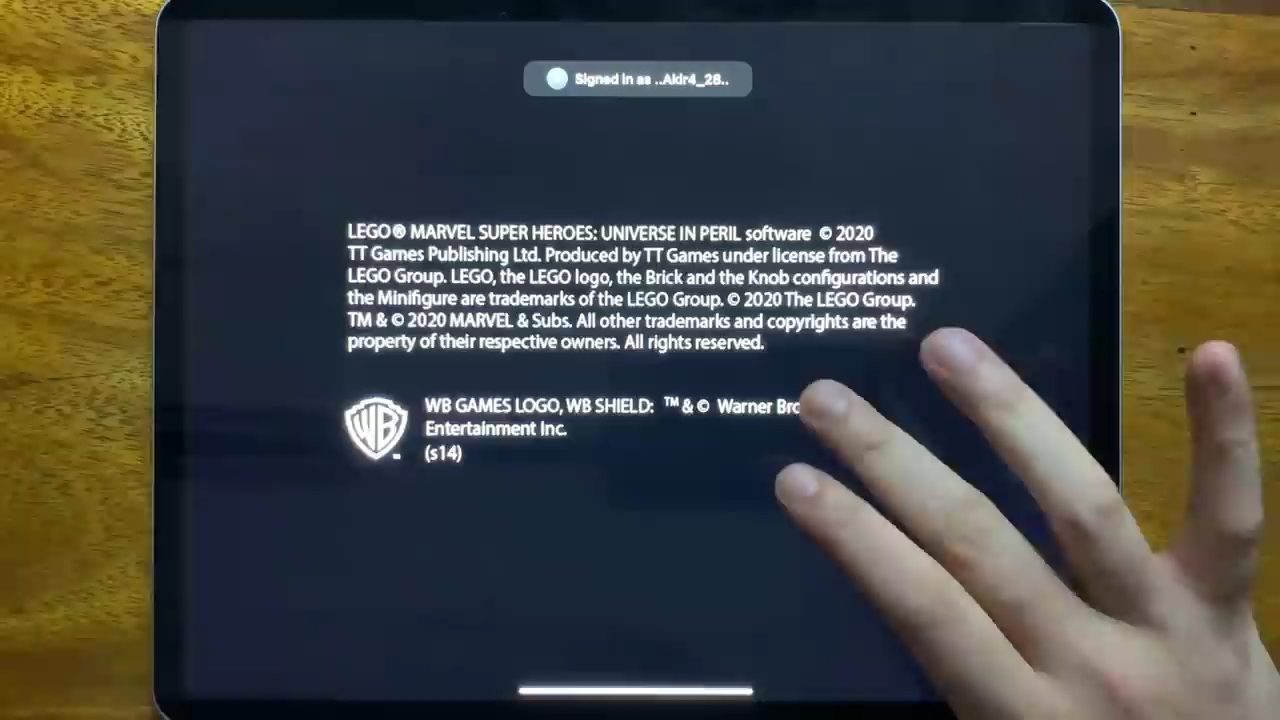 Signed in as ..Akir4_28..
LEGO® MARVEL SUPER HEROES: UNIVERSE IN PERIL software © 2020
TT Games Publishing Ltd. Produced by TT Games under license from The
LEGO Group. LEGO, the LEGO logo, the Brick and the Knob configurations and
the Minifigure are trademarks of the LEGO Group. © 2020 The LEGO Group.
TM & © 2020 MARVEL & Subs. All other trademarks and copyrights are the
property of their respective owners. All rights reserved.
WB
WB GAMES LOGO, WB SHIELD: ™ & © Warner Bro
Entertainment Inc.
(s14)